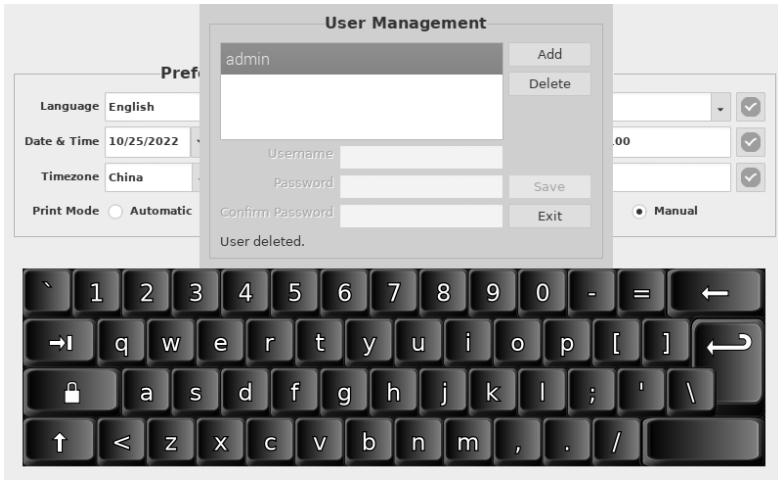 User Management
admin
Add
Delete
Username
Password
Save
Confirm Password
Exit
User deleted.
Pref
Language English
Date & Time 10/25/2022
.00
Timezone China
Print Mode Automatic
Manual
` 1 2 3 4 5 6 7 8 9 0 - =
q w e r t y u i o p [ ]
a s d f g h j k l ; ' \
< z x c v b n m , . /